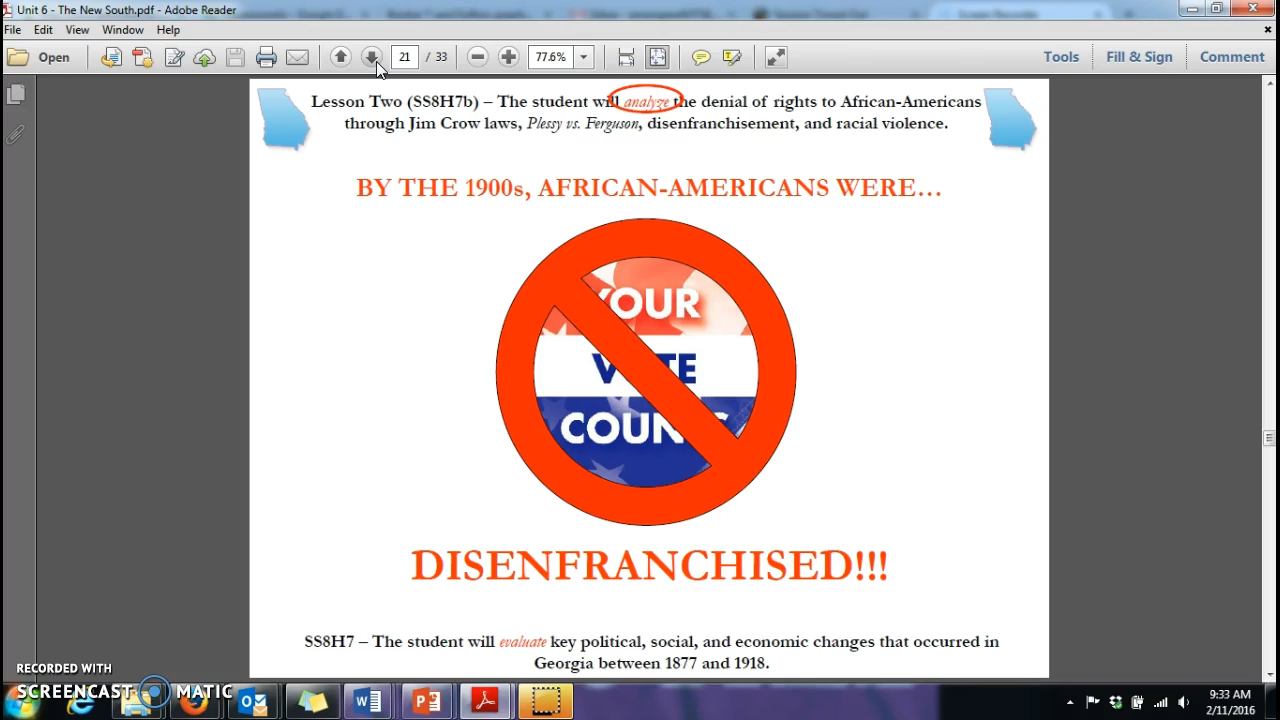 Unit 6 - The New South.pdf - Adobe Reader
File Edit View Window Help
Open 21 / 33 77.6% Tools Fill & Sign Comment
Lesson Two (SS8H7b) – The student will analyze the denial of rights to African-Americans
through Jim Crow laws, Plessy vs. Ferguson, disenfranchisement, and racial violence.
BY THE 1900s, AFRICAN-AMERICANS WERE…
YOUR
VOTE
COUNTS
DISENFRANCHISED!!!
SS8H7 – The student will evaluate key political, social, and economic changes that occurred in
Georgia between 1877 and 1918.
RECORDED WITH
SCREENCAST MATIC
9:33 AM
2/11/2016